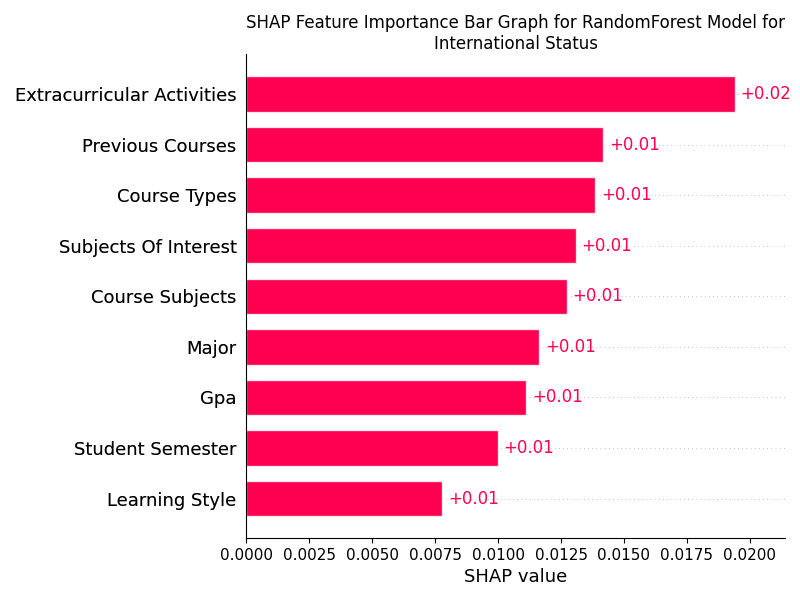 SHAP Feature Importance Bar Graph for RandomForest Model for
International Status
Extracurricular Activities +0.02
Previous Courses +0.01
Course Types +0.01
Subjects Of Interest +0.01
Course Subjects +0.01
Major +0.01
Gpa +0.01
Student Semester +0.01
Learning Style +0.01
0.0000 0.0025 0.0050 0.0075 0.0100 0.0125 0.0150 0.0175 0.0200
SHAP value